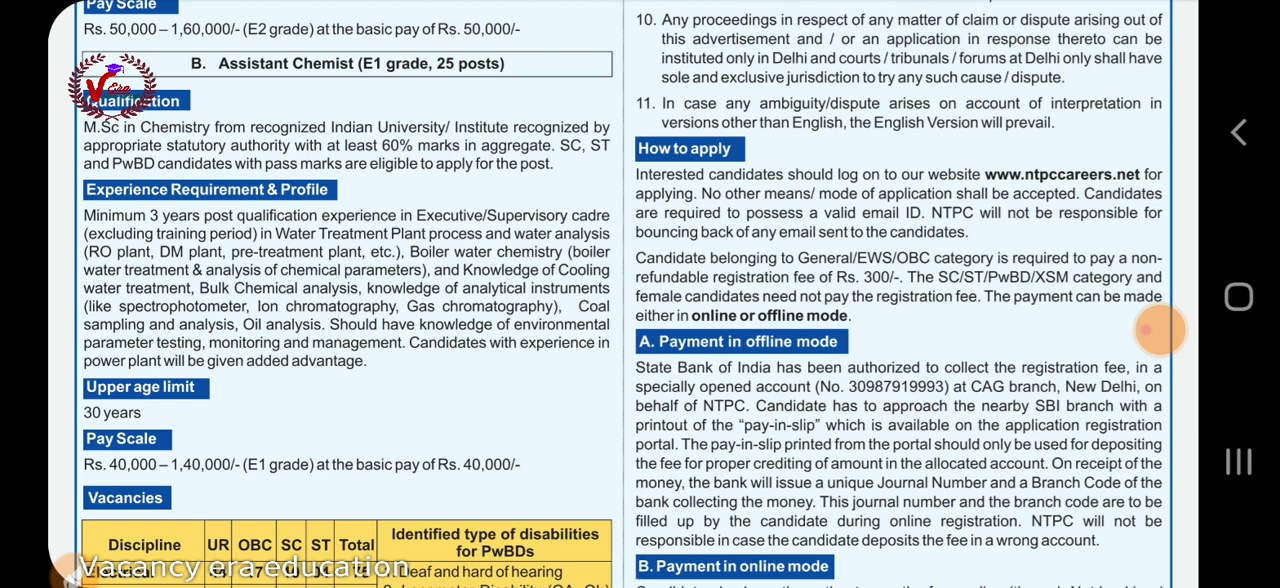 Pay Scale
Rs. 50,000 – 1,60,000/- (E2 grade) at the basic pay of Rs. 50,000/-
B. Assistant Chemist (E1 grade, 25 posts)
V Era
Qualification
M.Sc in Chemistry from recognized Indian University/ Institute recognized by
appropriate statutory authority with at least 60% marks in aggregate. SC, ST
and PwBD candidates with pass marks are eligible to apply for the post.
Experience Requirement & Profile
Minimum 3 years post qualification experience in Executive/Supervisory cadre
(excluding training period) in Water Treatment Plant process and water analysis
(RO plant, DM plant, pre-treatment plant, etc.), Boiler water chemistry (boiler
water treatment & analysis of chemical parameters), and Knowledge of Cooling
water treatment, Bulk Chemical analysis, knowledge of analytical instruments
(like spectrophotometer, Ion chromatography, Gas chromatography), Coal
sampling and analysis, Oil analysis. Should have knowledge of environmental
parameter testing, monitoring and management. Candidates with experience in
power plant will be given added advantage.
Upper age limit
30 years
Pay Scale
Rs. 40,000 – 1,40,000/- (E1 grade) at the basic pay of Rs. 40,000/-
Vacancies
Discipline UR OBC SC ST Total Identified type of disabilities
for PwBDs
Deaf and hard of hearing
Vacancy era education
10. Any proceedings in respect of any matter of claim or dispute arising out of
this advertisement and / or an application in response thereto can be
instituted only in Delhi and courts / tribunals / forums at Delhi only shall have
sole and exclusive jurisdiction to try any such cause / dispute.
11. In case any ambiguity/dispute arises on account of interpretation in
versions other than English, the English Version will prevail.
How to apply
Interested candidates should log on to our website www.ntpccareers.net for
applying. No other means/ mode of application shall be accepted. Candidates
are required to possess a valid email ID. NTPC will not be responsible for
bouncing back of any email sent to the candidates.
Candidate belonging to General/EWS/OBC category is required to pay a non-
refundable registration fee of Rs. 300/-. The SC/ST/PwBD/XSM category and
female candidates need not pay the registration fee. The payment can be made
either in online or offline mode.
A. Payment in offline mode
State Bank of India has been authorized to collect the registration fee, in a
specially opened account (No. 30987919993) at CAG branch, New Delhi, on
behalf of NTPC. Candidate has to approach the nearby SBI branch with a
printout of the “pay-in-slip” which is available on the application registration
portal. The pay-in-slip printed from the portal should only be used for depositing
the fee for proper crediting of amount in the allocated account. On receipt of the
money, the bank will issue a unique Journal Number and a Branch Code of the
bank collecting the money. This journal number and the branch code are to be
filled up by the candidate during online registration. NTPC will not be
responsible in case the candidate deposits the fee in a wrong account.
B. Payment in online mode